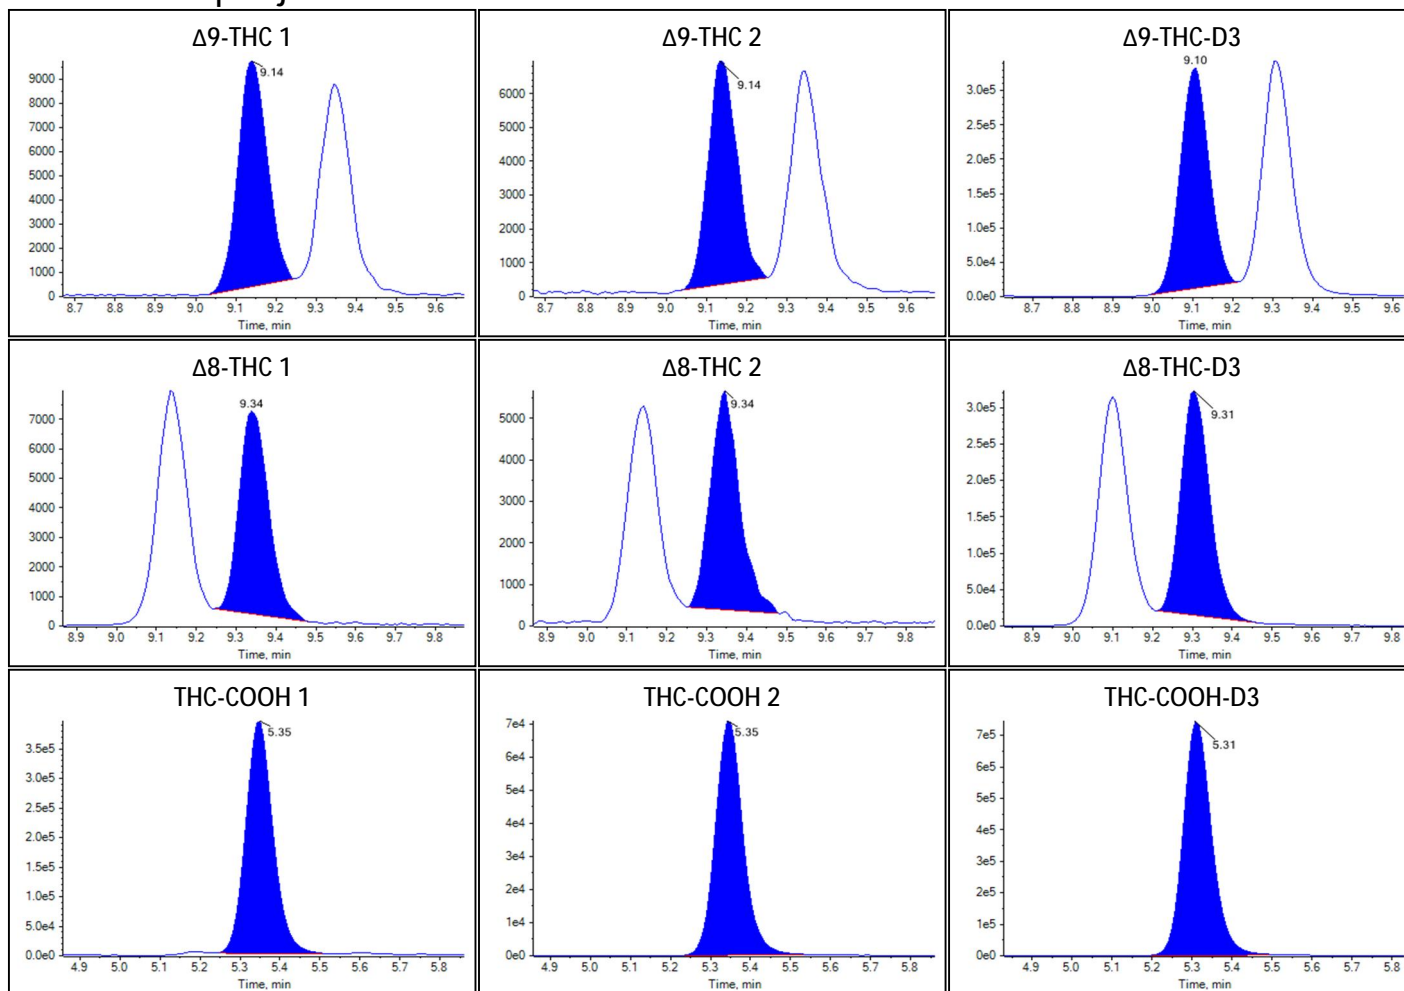 Δ9-THC 1
9.14
9000
8000
7000
6000
5000
4000
3000
2000
1000
0
8.7 8.8 8.9 9.0 9.1 9.2 9.3 9.4 9.5 9.6
Time, min
Δ9-THC 2
9.14
6000
5000
4000
3000
2000
1000
0
8.7 8.8 8.9 9.0 9.1 9.2 9.3 9.4 9.5 9.6
Time, min
Δ9-THC-D3
9.10
3.0e5
2.5e5
2.0e5
1.5e5
1.0e5
5.0e4
0.0e0
8.7 8.8 8.9 9.0 9.1 9.2 9.3 9.4 9.5 9.6
Time, min
Δ8-THC 1
9.34
7000
6000
5000
4000
3000
2000
1000
0
8.9 9.0 9.1 9.2 9.3 9.4 9.5 9.6 9.7 9.8
Time, min
Δ8-THC 2
9.34
5000
4000
3000
2000
1000
0
8.9 9.0 9.1 9.2 9.3 9.4 9.5 9.6 9.7 9.8
Time, min
Δ8-THC-D3
9.31
3.0e5
2.5e5
2.0e5
1.5e5
1.0e5
5.0e4
0.0e0
8.9 9.0 9.1 9.2 9.3 9.4 9.5 9.6 9.7 9.8
Time, min
THC-COOH 1
5.35
3.5e5
3.0e5
2.5e5
2.0e5
1.5e5
1.0e5
5.0e4
0.0e0
4.9 5.0 5.1 5.2 5.3 5.4 5.5 5.6 5.7 5.8
Time, min
THC-COOH 2
5.35
7e4
6e4
5e4
4e4
3e4
2e4
1e4
0e0
4.9 5.0 5.1 5.2 5.3 5.4 5.5 5.6 5.7 5.8
Time, min
THC-COOH-D3
5.31
7e5
6e5
5e5
4e5
3e5
2e5
1e5
0e0
4.9 5.0 5.1 5.2 5.3 5.4 5.5 5.6 5.7 5.8
Time, min